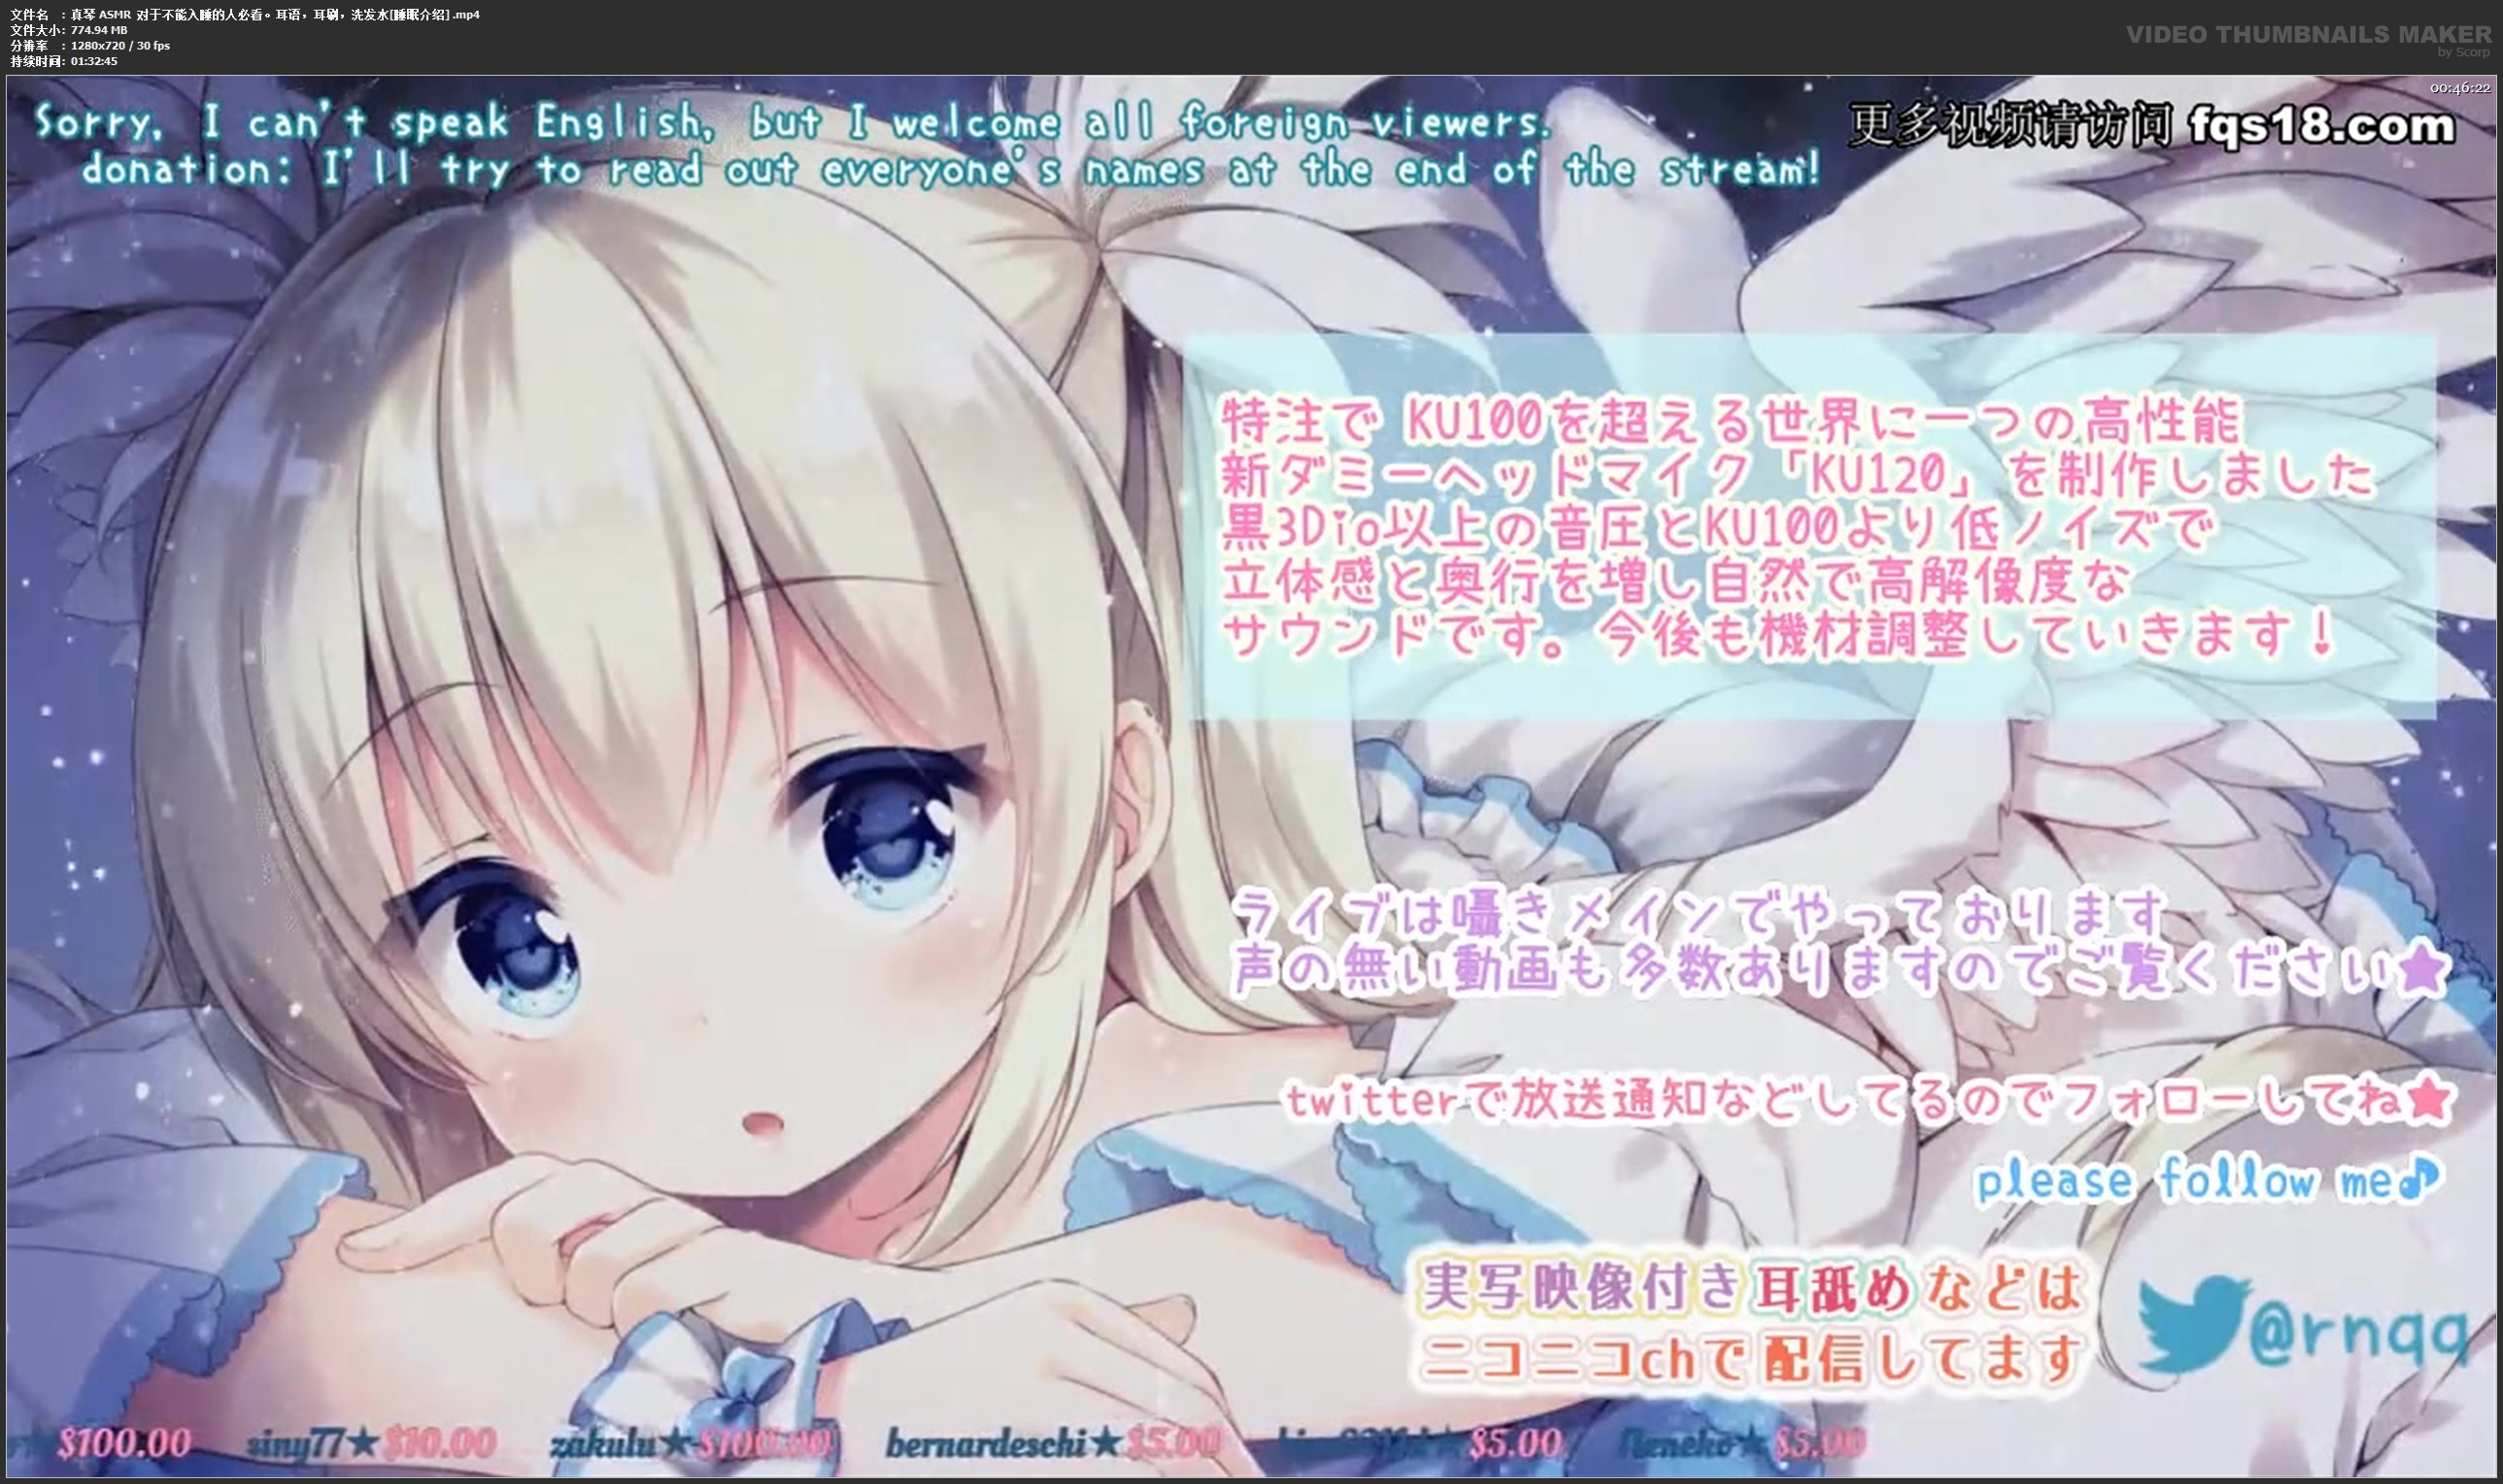 文件名 : 真琴 ASMR 对于不能入睡的人必看。耳语，耳刷，洗发水[睡眠介绍].mp4
文件大小: 774.94 MB
分辨率 : 1280x720 / 30 fps
持续时间: 01:32:45
VIDEO THUMBNAILS MAKER
by Scorp
00:46:22
Sorry, I can't speak English, but I welcome all foreign viewers.
donation: I'll try to read out everyone's names at the end of the stream!
更多视频请访问 fqs18.com
特注で KU100を超える世界に一つの高性能
新ダミーヘッドマイク「KU120」を制作しました
黒3Dio以上の音圧とKU100より低ノイズで
立体感と奥行を増し自然で高解像度な
サウンドです。今後も機材調整していきます！
ライブは囁きメインでやっております
声の無い動画も多数ありますのでご覧ください★
twitterで放送通知などしてるのでフォローしてね★
please follow me♪
実写映像付き耳舐めなどは
ニコニコchで配信してます
@rnqq
★$100.00 siny77★$10.00 zakulu★$100.00 bernardeschi★$5.00 ★$5.00 Neneko★$5.00